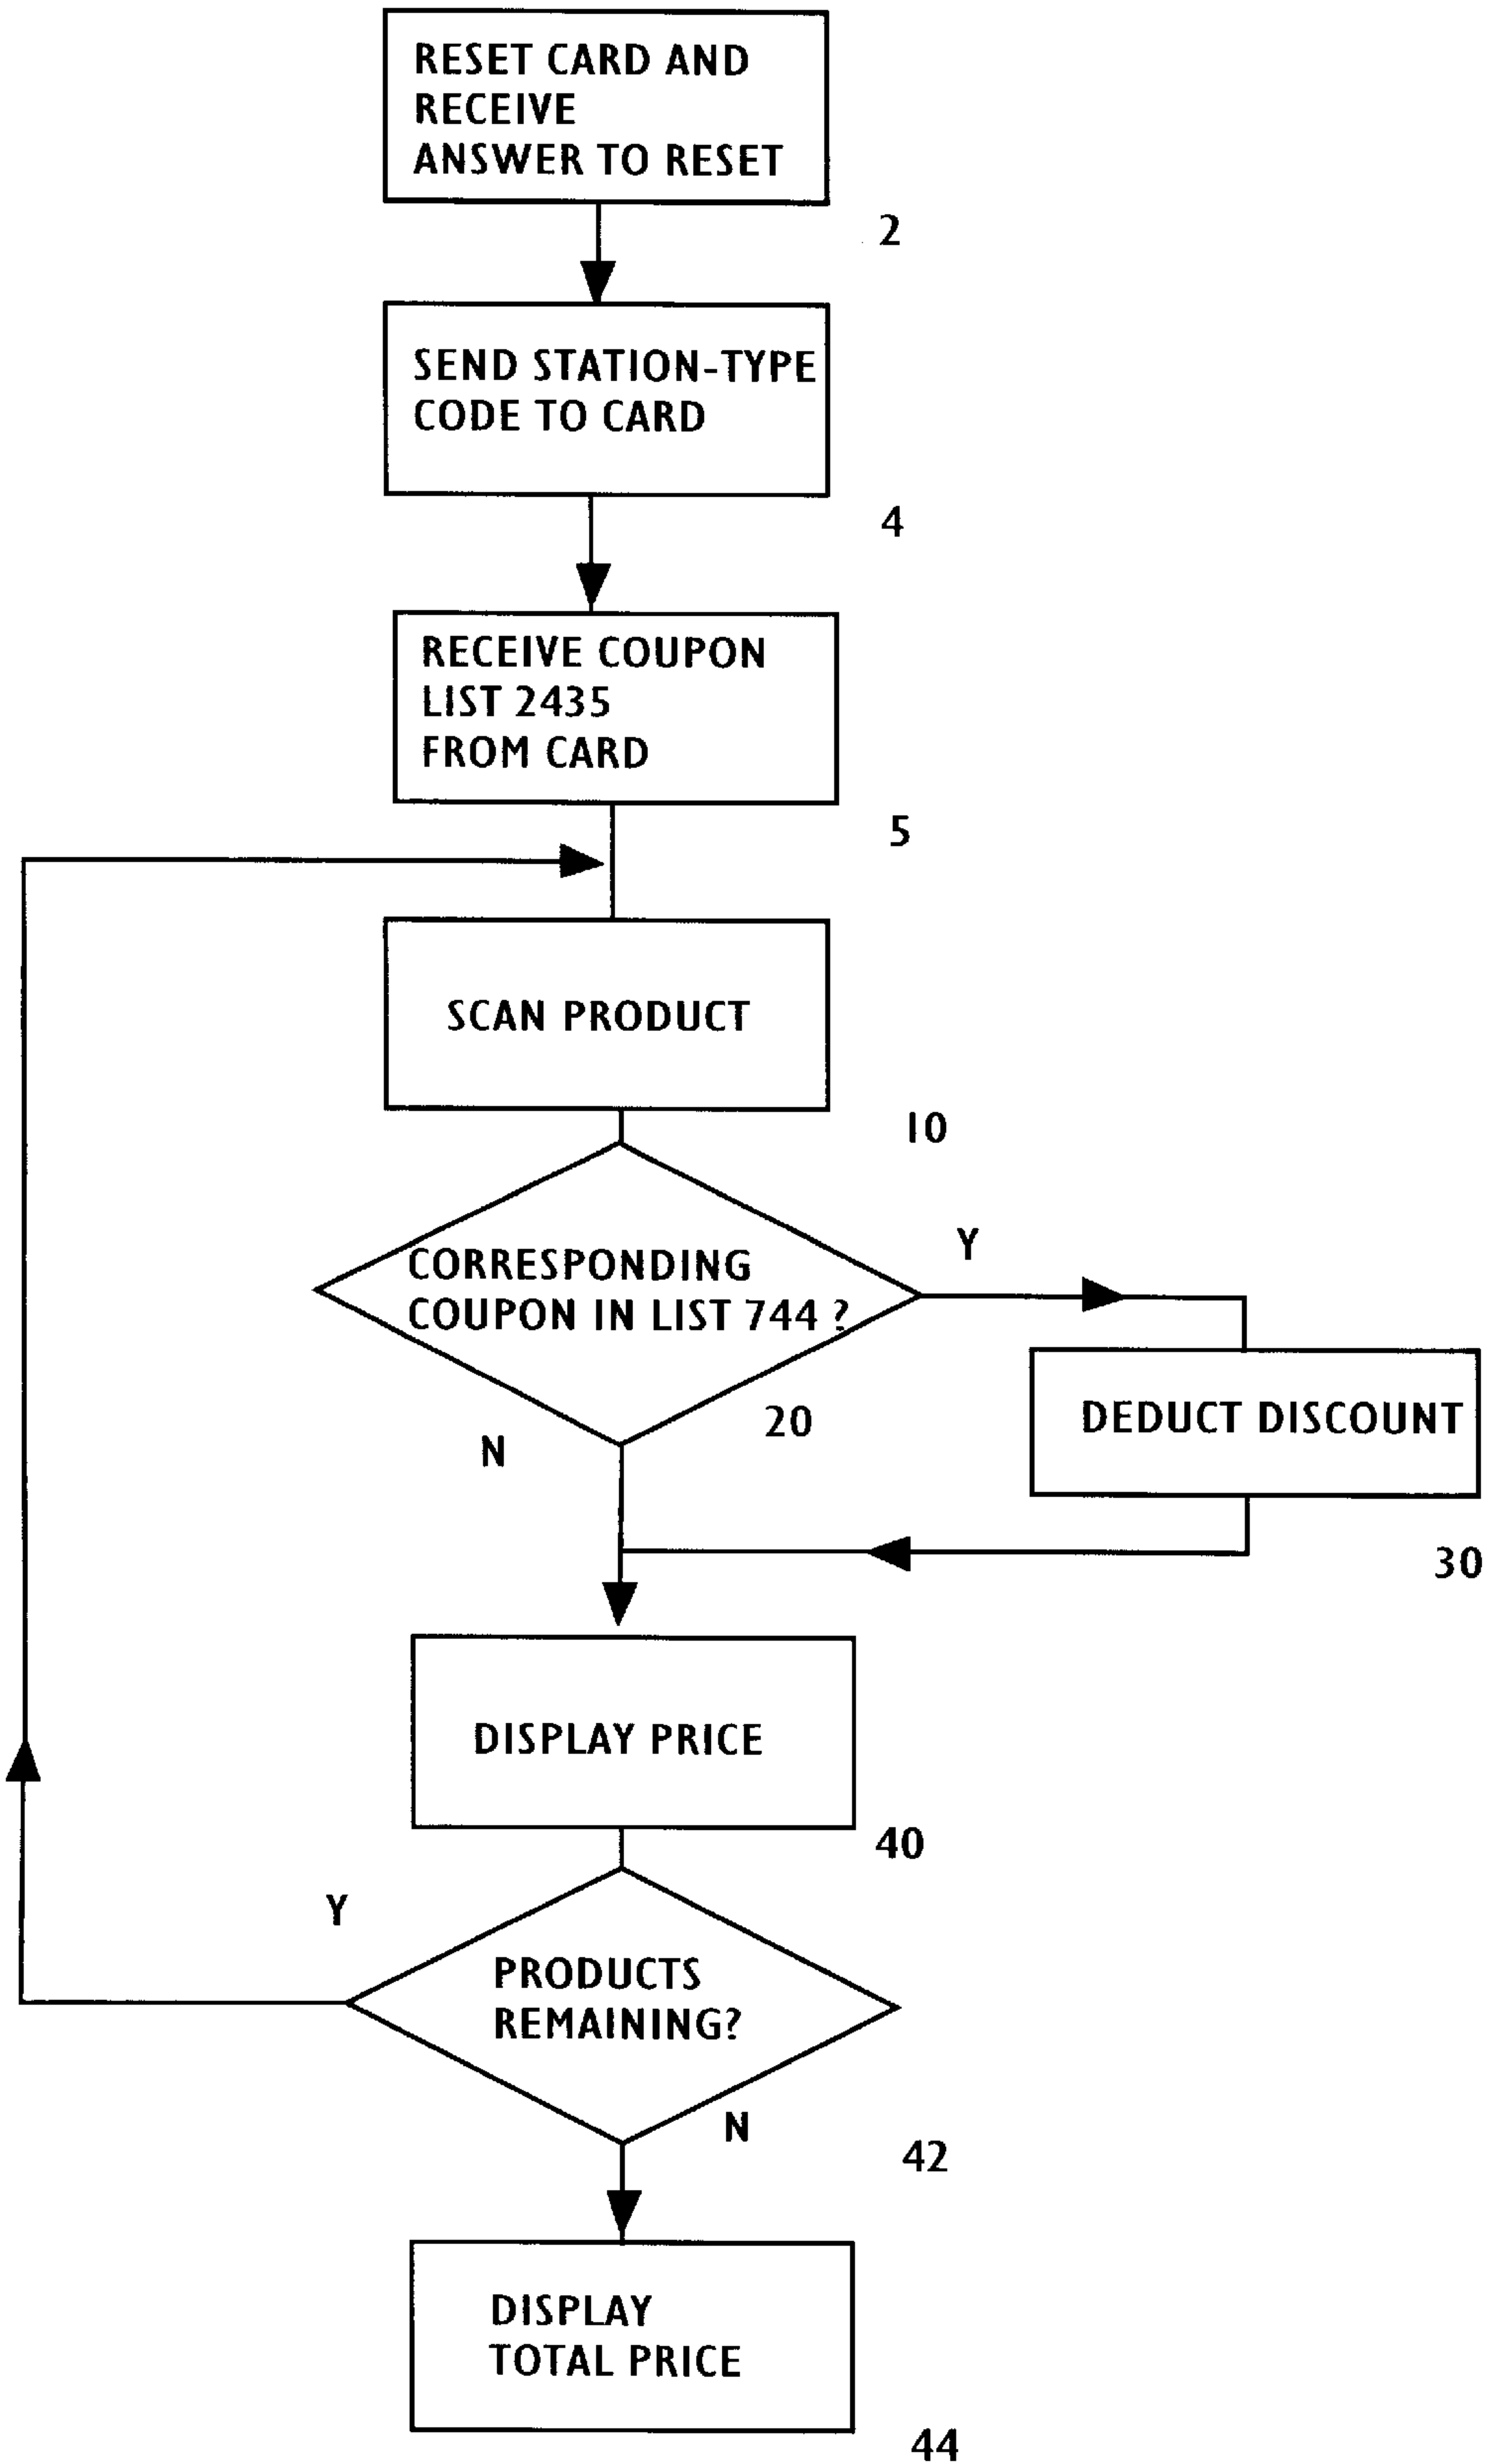 RESET CARD AND
RECEIVE
ANSWER TO RESET
2
SEND STATION-TYPE
CODE TO CARD
4
RECEIVE COUPON
LIST 2435
FROM CARD
5
SCAN PRODUCT
10
CORRESPONDING
COUPON IN LIST 744 ?
Y
20
N
DEDUCT DISCOUNT
30
DISPLAY PRICE
40
Y
PRODUCTS
REMAINING?
N
42
DISPLAY
TOTAL PRICE
44